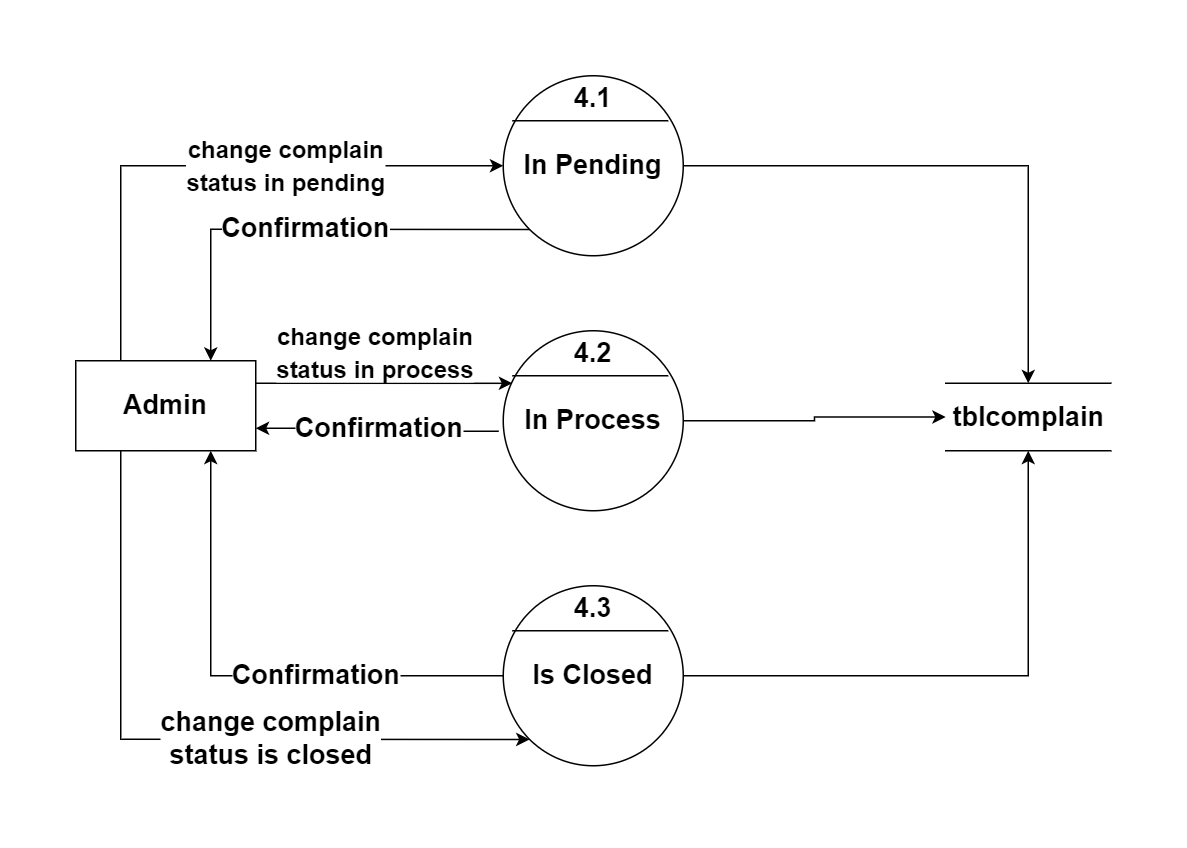 4.1
change complain
status in pending
In Pending
Confirmation
change complain
status in process
4.2
Admin
Confirmation
In Process
tblcomplain
4.3
Confirmation
Is Closed
change complain
status is closed